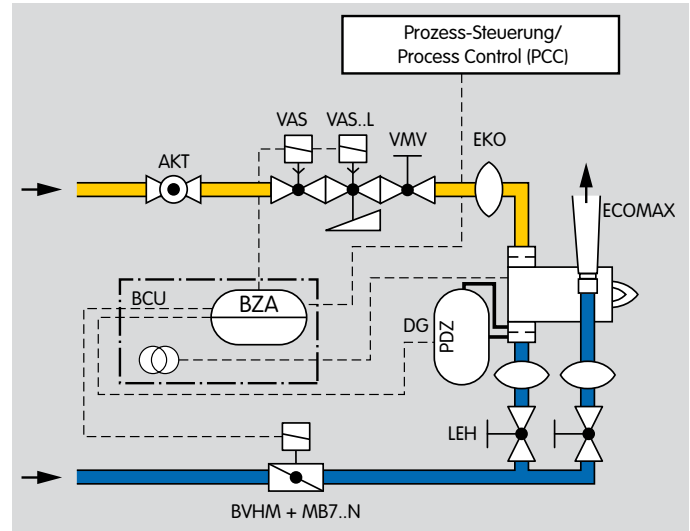 Prozess-Steuerung/
Process Control (PCC)
VAS VAS..L VMV EKO
AKT
ECOMAX
BCU BZA
DG PDZ
LEH
BVHM + MB7..N